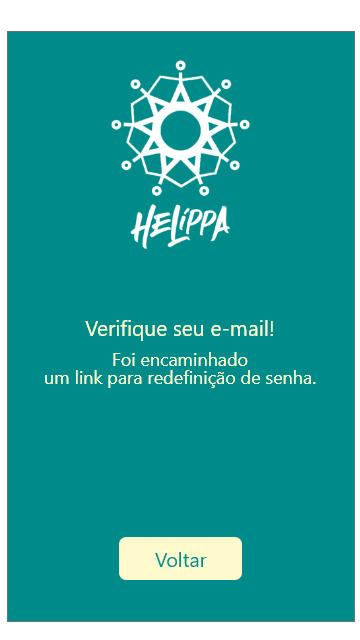 HELiPPA
Verifique seu e-mail!
Foi encaminhado
um link para redefinição de senha.
Voltar